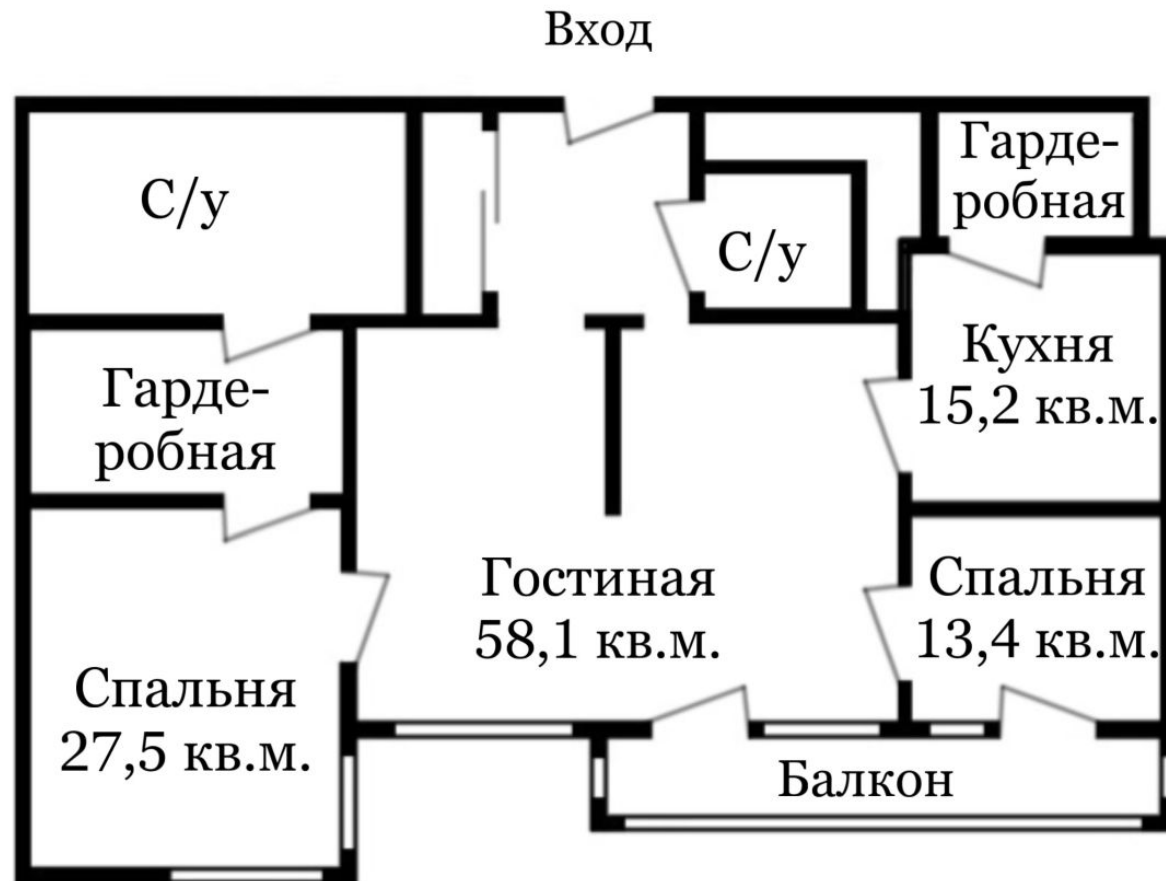 Вход
С/у
Гарде-
робная
С/у
Гарде-
робная
Кухня
15,2 кв.м.
Гостиная
58,1 кв.м.
Спальня
13,4 кв.м.
Спальня
27,5 кв.м.
Балкон